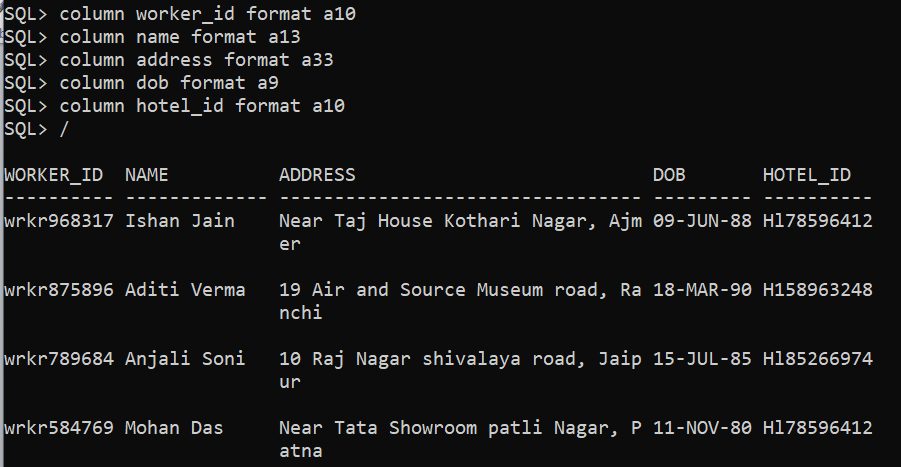 SQL> column worker_id format a10
SQL> column name format a13
SQL> column address format a33
SQL> column dob format a9
SQL> column hotel_id format a10
SQL> /
WORKER_ID  NAME          ADDRESS                           DOB       HOTEL_ID
---------- ------------- --------------------------------- --------- ----------
wrkr968317 Ishan Jain    Near Taj House Kothari Nagar, Ajm 09-JUN-88 Hl78596412
                         er
wrkr875896 Aditi Verma   19 Air and Source Museum road, Ra 18-MAR-90 H158963248
                         nchi
wrkr789684 Anjali Soni   10 Raj Nagar shivalaya road, Jaip 15-JUL-85 Hl85266974
                         ur
wrkr584769 Mohan Das     Near Tata Showroom patli Nagar, P 11-NOV-80 Hl78596412
                         atna